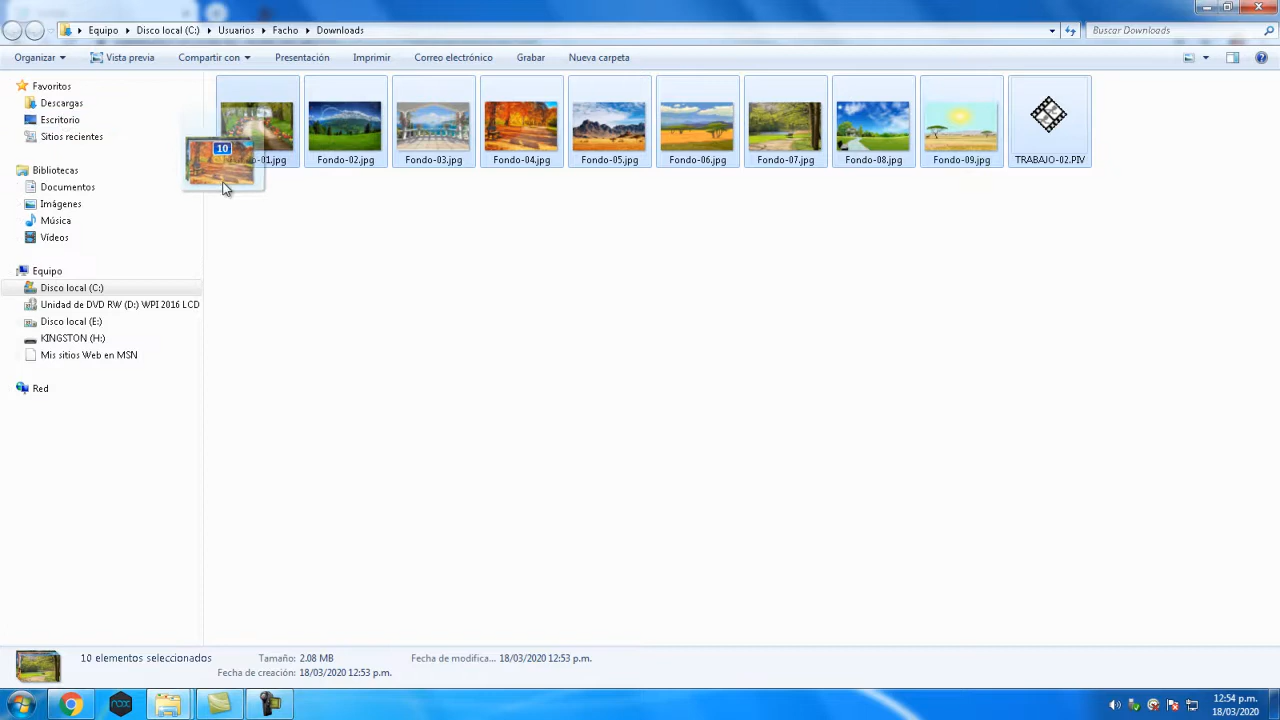 Equipo ▸ Disco local (C:) ▸ Usuarios ▸ Facho ▸ Downloads
Buscar Downloads
Organizar Vista previa Compartir con Presentación Imprimir Correo electrónico Grabar Nueva carpeta
Favoritos
Descargas
Escritorio
Sitios recientes
Bibliotecas
Documentos
Imágenes
Música
Vídeos
Equipo
Disco local (C:)
Unidad de DVD RW (D:) WPI 2016 LCD
Disco local (E:)
KINGSTON (H:)
Mis sitios Web en MSN
Red
10
do-01.jpg Fondo-02.jpg Fondo-03.jpg Fondo-04.jpg Fondo-05.jpg Fondo-06.jpg Fondo-07.jpg Fondo-08.jpg Fondo-09.jpg TRABAJO-02.PIV
10 elementos seleccionados Tamaño: 2.08 MB Fecha de modifica... 18/03/2020 12:53 p.m.
Fecha de creación: 18/03/2020 12:53 p.m.
nox
12:54 p.m.
18/03/2020